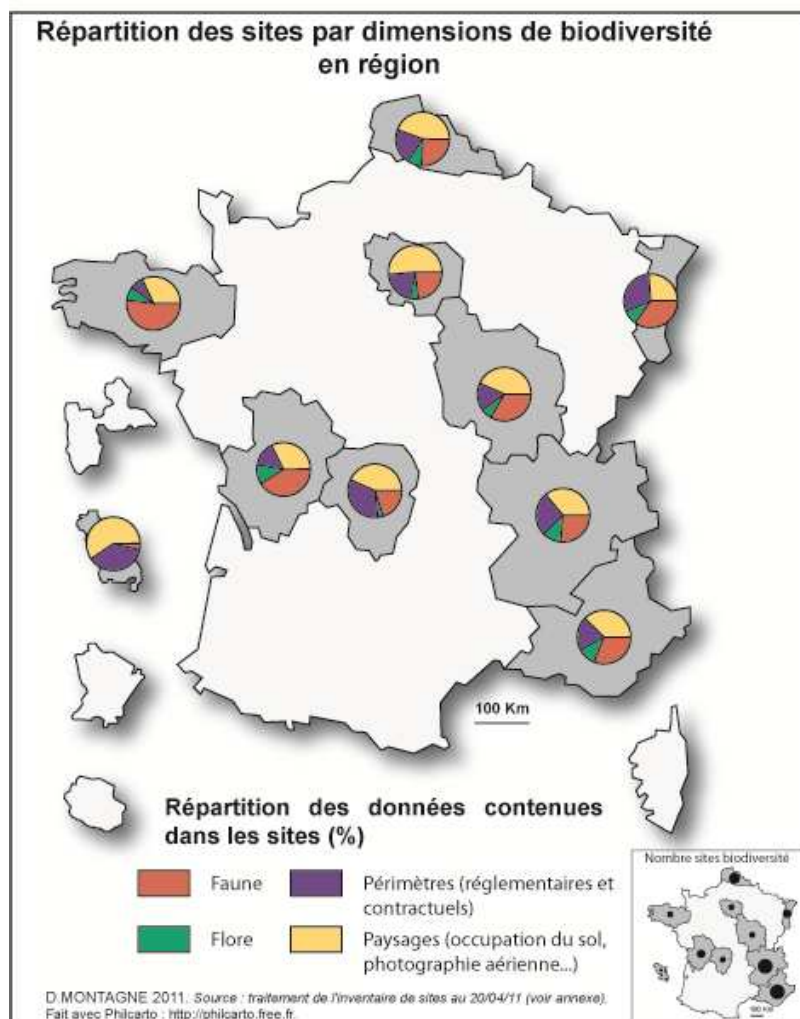 Répartition des sites par dimensions de biodiversité
en région
100 Km
Répartition des données contenues
dans les sites (%)
Faune
Périmètres (réglementaires et
contractuels)
Flore
Paysages (occupation du sol,
photographie aérienne...)
Nombre sites biodiversité
100 Km
D.MONTAGNE 2011. Source : traitement de l'inventaire de sites au 20/04/11 (voir annexe).
Fait avec Philcarto : http://philcarto.free.fr.